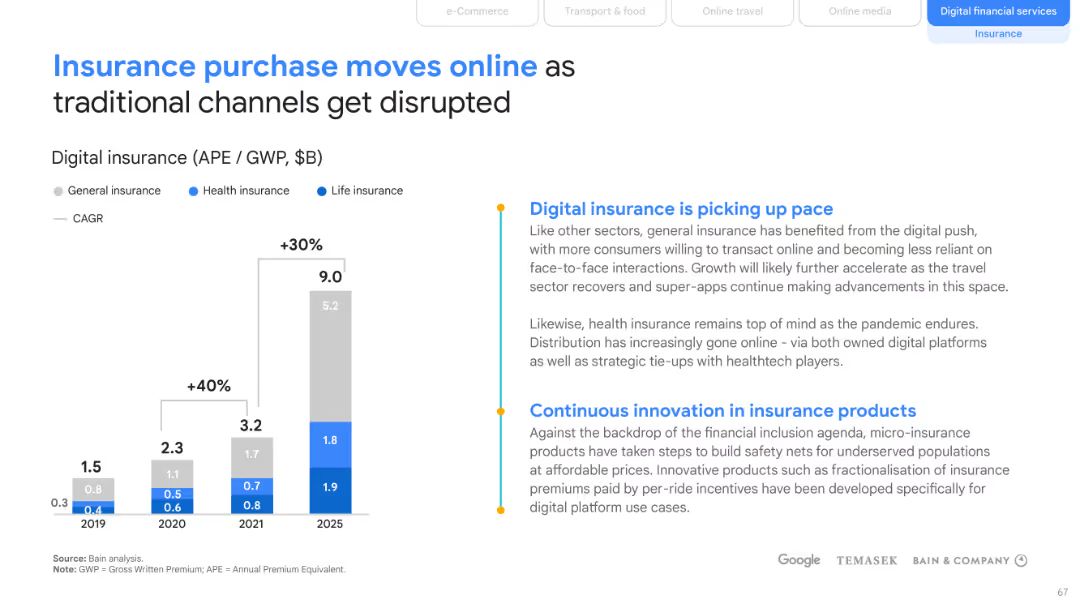 e-Commerce
Transport & food
Online travel
Online media
Digital financial services
Insurance
Insurance purchase moves online as
traditional channels get disrupted
Digital insurance (APE / GWP, $B)
General insurance
Health insurance
Life insurance
CAGR
+30%
9.0
5.2
+40%
3.2
2.3
1.5
1.7
1.1
0.8
1.8
0.7
0.5
0.3
1.9
0.8
0.6
0.4
2019
2020
2021
2025
Digital insurance is picking up pace
Like other sectors, general insurance has benefited from the digital push,
with more consumers willing to transact online and becoming less reliant on
face-to-face interactions. Growth will likely further accelerate as the travel
sector recovers and super-apps continue making advancements in this space.
Likewise, health insurance remains top of mind as the pandemic endures.
Distribution has increasingly gone online - via both owned digital platforms
as well as strategic tie-ups with healthtech players.
Continuous innovation in insurance products
Against the backdrop of the financial inclusion agenda, micro-insurance
products have taken steps to build safety nets for underserved populations
at affordable prices. Innovative products such as fractionalisation of insurance
premiums paid by per-ride incentives have been developed specifically for
digital platform use cases.
Source: Bain analysis.
Note: GWP = Gross Written Premium; APE = Annual Premium Equivalent.
Google
TEMASEK
BAIN & COMPANY
67